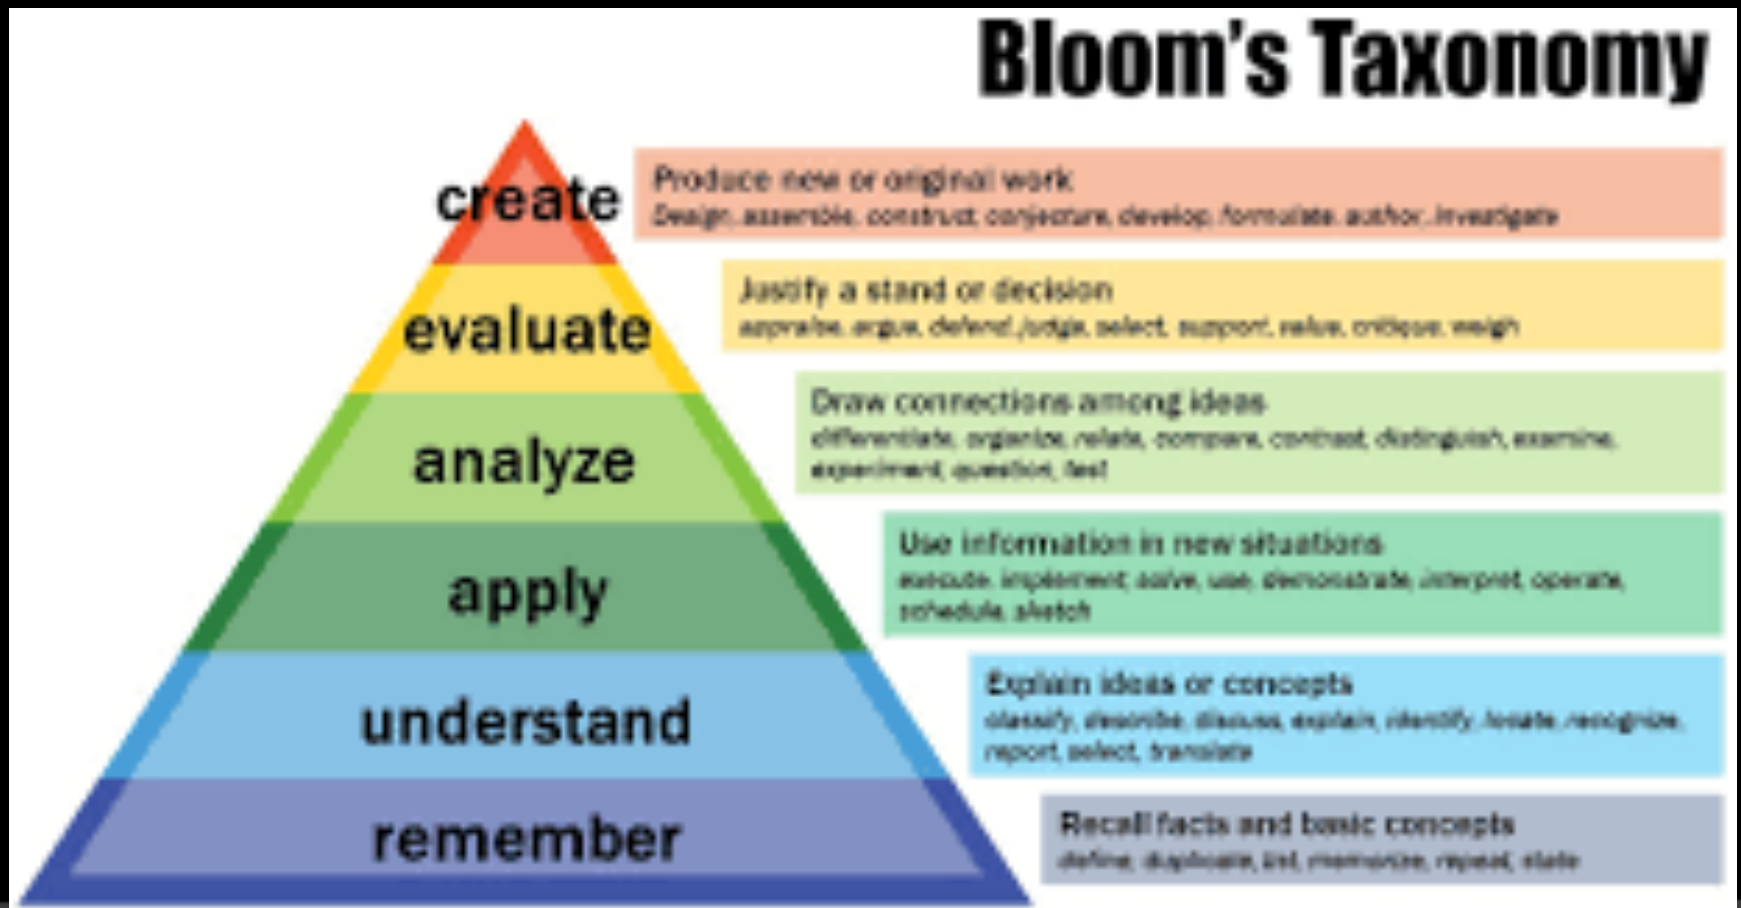 Bloom's Taxonomy
create
Produce new or original work
Design, assemble, construct, conjecture, develop, formulate, author, investigate
evaluate
Justify a stand or decision
appraise, argue, defend, judge, select, support, value, critique, weigh
analyze
Draw connections among ideas
differentiate, organize, relate, compare, contrast, distinguish, examine,
experiment, question, test
apply
Use information in new situations
execute, implement, solve, use, demonstrate, interpret, operate,
schedule, sketch
understand
Explain ideas or concepts
classify, describe, discuss, explain, identify, locate, recognize,
report, select, translate
remember
Recall facts and basic concepts
define, duplicate, list, memorize, repeat, state